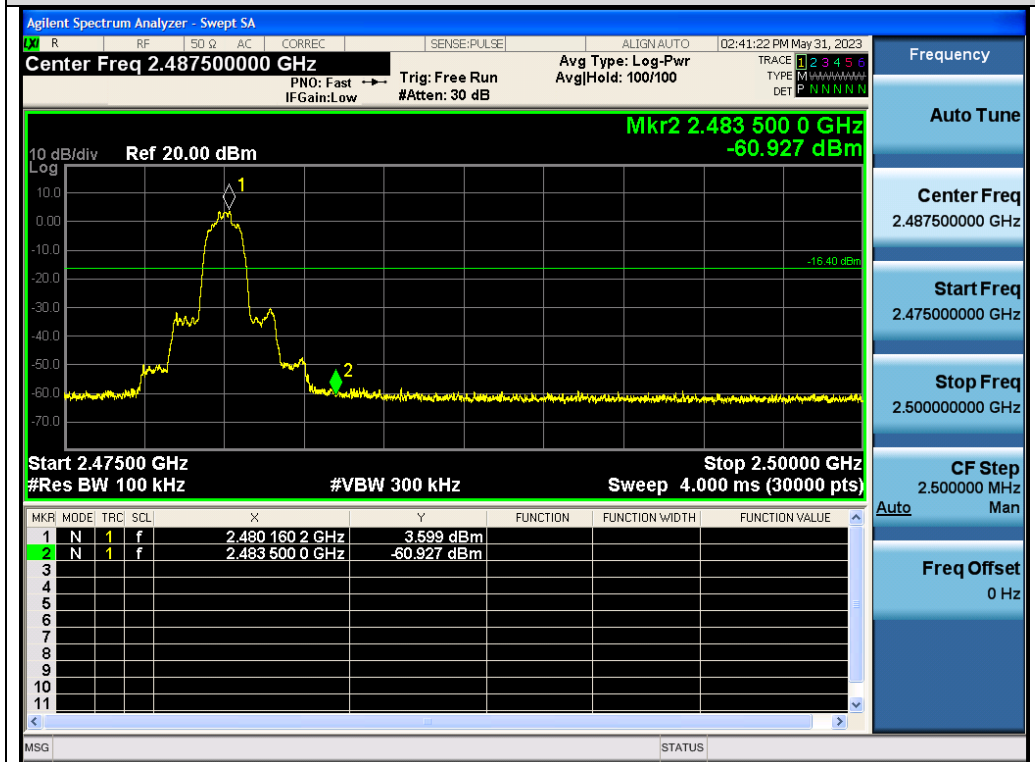 Agilent Spectrum Analyzer - Swept SA
LXI R RF 50 Ω AC CORREC SENSE:PULSE ALIGN AUTO 02:41:22 PM May 31, 2023
Center Freq 2.487500000 GHz
PNO: Fast
IFGain:Low
Trig: Free Run
#Atten: 30 dB
Avg Type: Log-Pwr
Avg|Hold: 100/100
TRACE 1 2 3 4 5 6
TYPE M
DET P N N N N N
Mkr2 2.483 500 0 GHz
-60.927 dBm
10 dB/div Ref 20.00 dBm
Log
10.0
0.00
-10.0
-20.0
-30.0
-40.0
-50.0
-60.0
-70.0
1
-16.40 dBm
2
Start 2.47500 GHz Stop 2.50000 GHz
#Res BW 100 kHz #VBW 300 kHz Sweep 4.000 ms (30000 pts)
MKR MODE TRC SCL X Y FUNCTION FUNCTION WIDTH FUNCTION VALUE
1 N 1 f 2.480 160 2 GHz 3.599 dBm
2 N 1 f 2.483 500 0 GHz -60.927 dBm
3
4
5
6
7
8
9
10
11
MSG STATUS
Frequency
Auto Tune
Center Freq
2.487500000 GHz
Start Freq
2.475000000 GHz
Stop Freq
2.500000000 GHz
CF Step
2.500000 MHz
Auto Man
Freq Offset
0 Hz